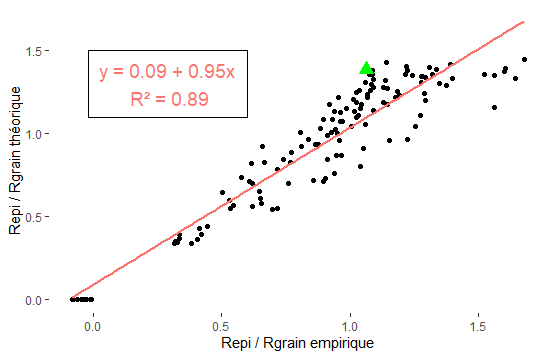 y = 0.09 + 0.95x
R² = 0.89
Repi / Rgrain théorique
1.5
1.0
0.5
0.0
0.0 0.5 1.0 1.5
Repi / Rgrain empirique